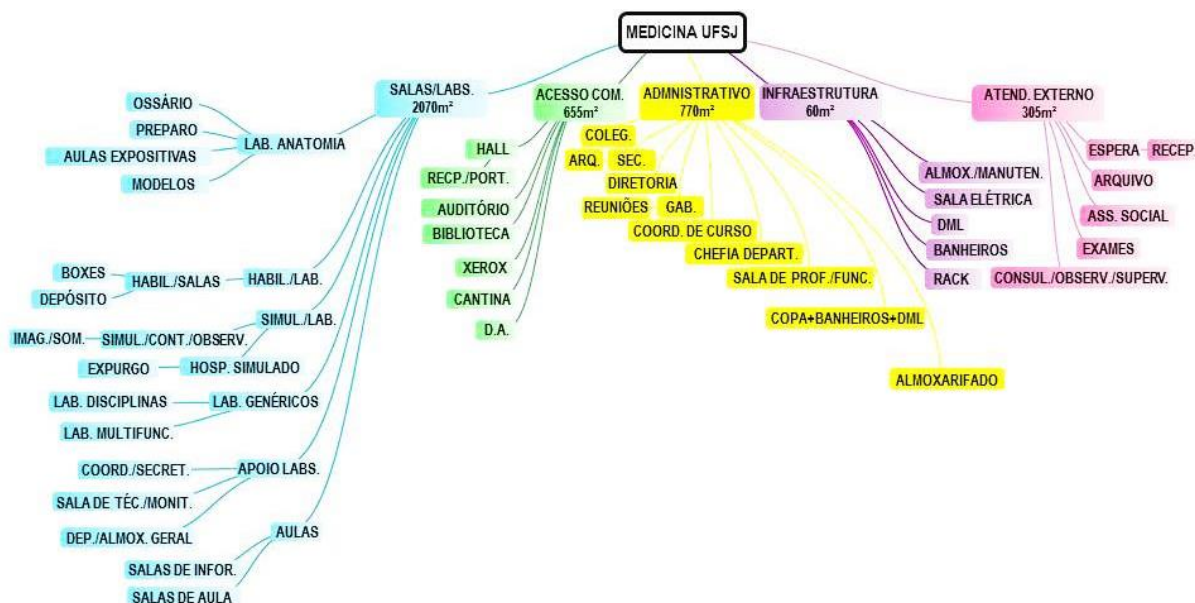 MEDICINA UFSJ
SALAS/LABS.
2070m²
OSSÁRIO
PREPARO
AULAS EXPOSITIVAS
MODELOS
LAB. ANATOMIA
BOXES
DEPÓSITO
HABIL./SALAS
HABIL./LAB.
IMAG./SOM.
SIMUL./CONT./OBSERV.
SIMUL./LAB.
EXPURGO
HOSP. SIMULADO
LAB. DISCIPLINAS
LAB. GENÉRICOS
LAB. MULTIFUNC.
COORD./SECRET.
APOIO LABS.
SALA DE TÉC./MONIT.
DEP./ALMOX. GERAL
AULAS
SALAS DE INFOR.
SALAS DE AULA
ACESSO COM.
655m²
HALL
RECP./PORT.
AUDITÓRIO
BIBLIOTECA
XEROX
CANTINA
D.A.
ADMNISTRATIVO
770m²
COLEG.
ARQ.
SEC.
DIRETORIA
REUNIÕES
GAB.
COORD. DE CURSO
CHEFIA DEPART.
SALA DE PROF./FUNC.
COPA+BANHEIROS+DML
ALMOXARIFADO
INFRAESTRUTURA
60m²
ALMOX./MANUTEN.
SALA ELÉTRICA
DML
BANHEIROS
RACK
ATEND. EXTERNO
305m²
ESPERA
RECEP.
ARQUIVO
ASS. SOCIAL
EXAMES
CONSUL./OBSERV./SUPERV.